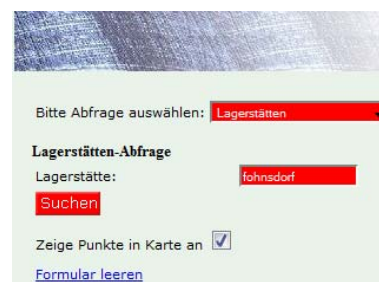 Bitte Abfrage auswählen: Lagerstätten
Lagerstätten-Abfrage
Lagerstätte: fohnsdorf
Suchen
Zeige Punkte in Karte an
Formular leeren